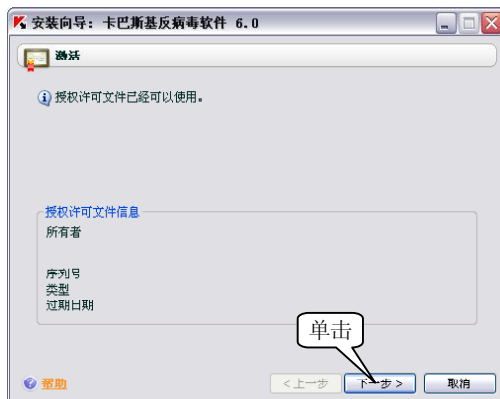 安装向导：卡巴斯基反病毒软件 6.0
激活
授权许可文件已经可以使用。
授权许可文件信息
所有者
序列号
类型
过期日期
单击
帮助
<上一步 下一步> 取消